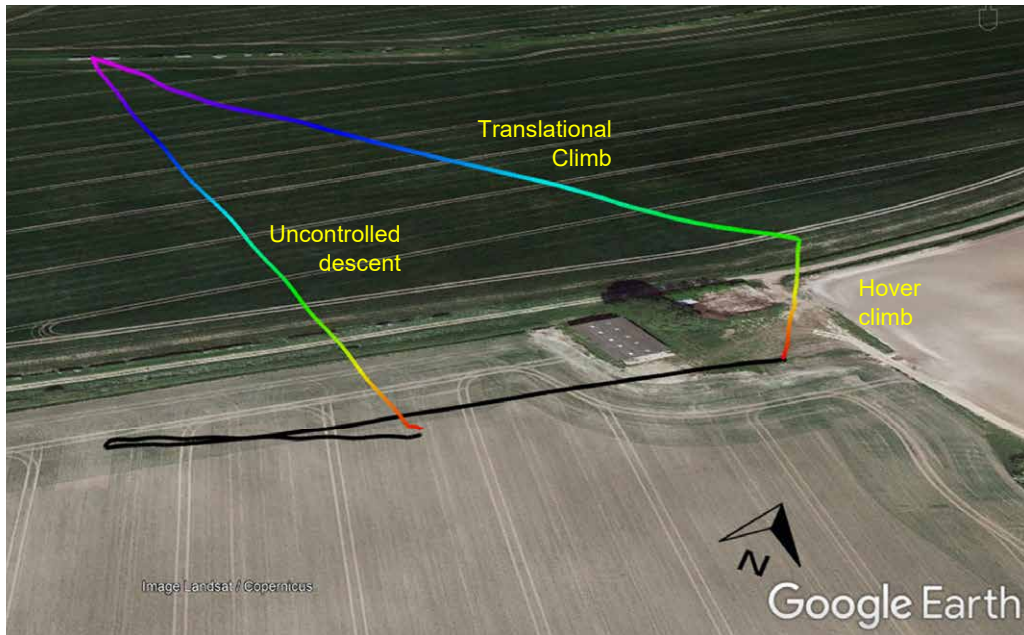 Translational
Climb
Uncontrolled
descent
Hover
climb
N
Image Landsat / Copernicus
Google Earth